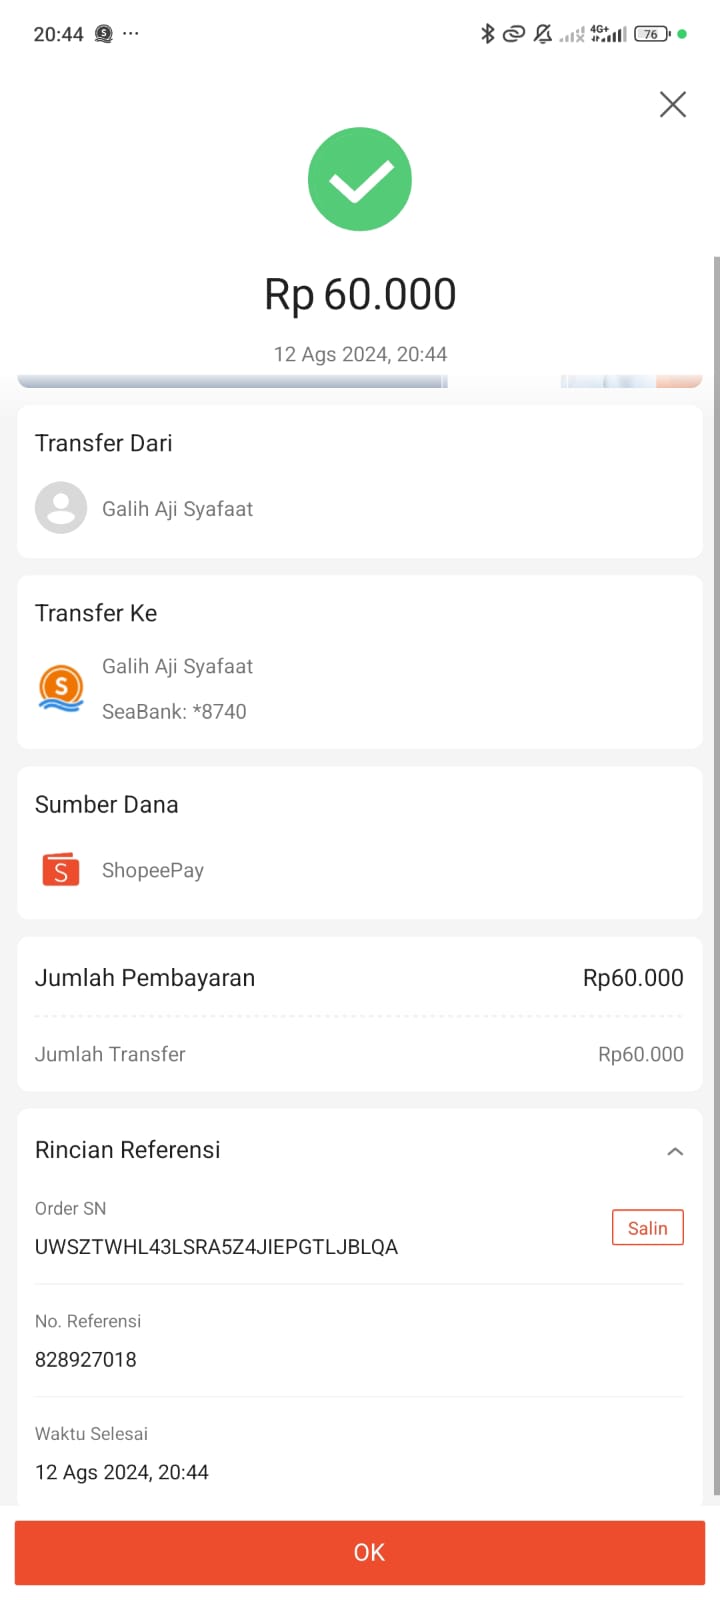 20:44
4G+
76
Rp 60.000
12 Ags 2024, 20:44
Transfer Dari
Galih Aji Syafaat
Transfer Ke
S
Galih Aji Syafaat
SeaBank: *8740
Sumber Dana
S
ShopeePay
Jumlah Pembayaran Rp60.000
Jumlah Transfer Rp60.000
Rincian Referensi
Order SN
UWSZTWHL43LSRA5Z4JIEPGTLJBLQA
Salin
No. Referensi
828927018
Waktu Selesai
12 Ags 2024, 20:44
OK